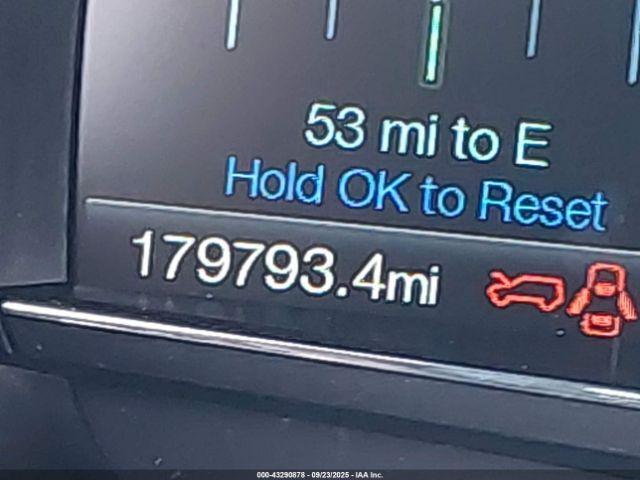 53 mi to E
Hold OK to Reset
179793.4mi
000-43290878 - 09/23/2025 - IAA Inc.